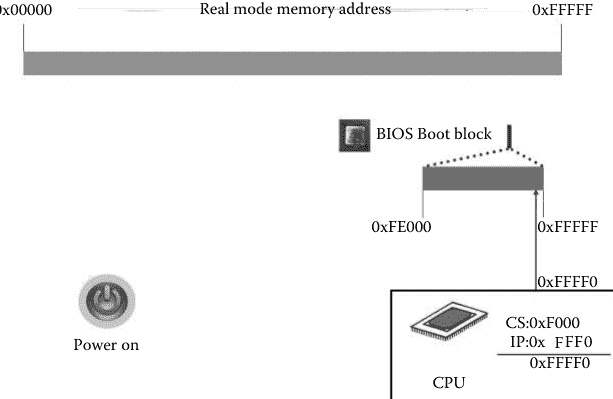 0x00000 Real mode memory address 0xFFFFF
BIOS Boot block
0xFE000 0xFFFFF
0xFFFF0
Power on
CS:0xF000
IP:0x FFF0
0xFFFF0
CPU